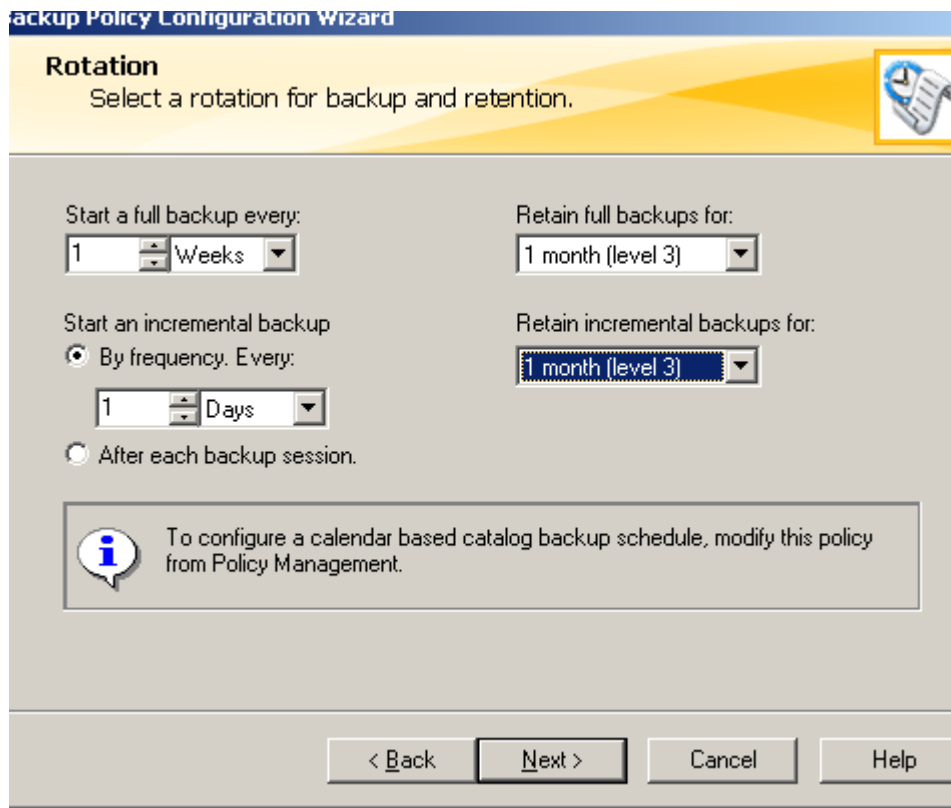 Backup Policy Configuration Wizard
Rotation
Select a rotation for backup and retention.
Start a full backup every:
1 Weeks
Retain full backups for:
1 month (level 3)
Start an incremental backup
By frequency. Every:
1 Days
After each backup session.
Retain incremental backups for:
1 month (level 3)
To configure a calendar based catalog backup schedule, modify this policy
from Policy Management.
< Back
Next >
Cancel
Help